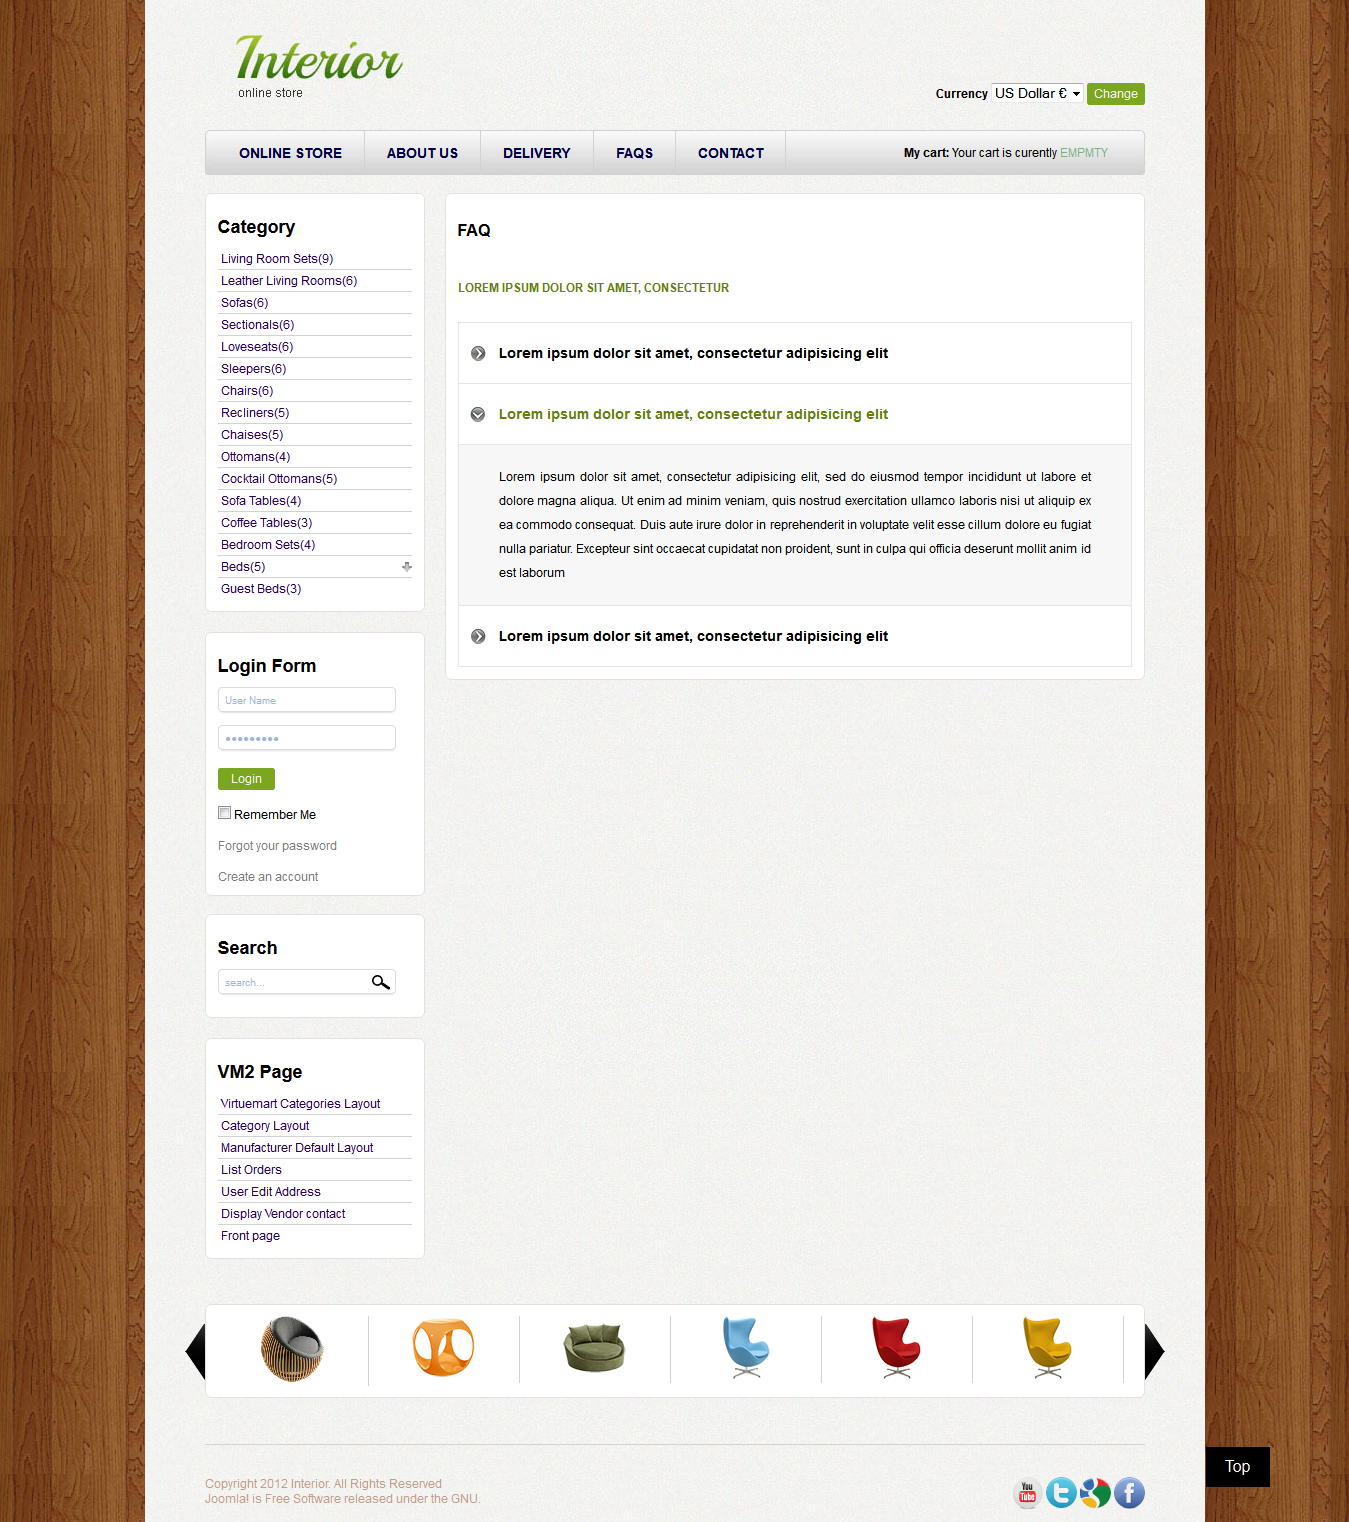 Interior
online store
Currency US Dollar € Change
ONLINE STORE ABOUT US DELIVERY FAQS CONTACT My cart: Your cart is curently EMPMTY
Category
Living Room Sets(9)
Leather Living Rooms(6)
Sofas(6)
Sectionals(6)
Loveseats(6)
Sleepers(6)
Chairs(6)
Recliners(5)
Chaises(5)
Ottomans(4)
Cocktail Ottomans(5)
Sofa Tables(4)
Coffee Tables(3)
Bedroom Sets(4)
Beds(5)
Guest Beds(3)
Login Form
User Name
Login
Remember Me
Forgot your password
Create an account
Search
search...
VM2 Page
Virtuemart Categories Layout
Category Layout
Manufacturer Default Layout
List Orders
User Edit Address
Display Vendor contact
Front page
FAQ
LOREM IPSUM DOLOR SIT AMET, CONSECTETUR
Lorem ipsum dolor sit amet, consectetur adipisicing elit
Lorem ipsum dolor sit amet, consectetur adipisicing elit
Lorem ipsum dolor sit amet, consectetur adipisicing elit, sed do eiusmod tempor incididunt ut labore et
dolore magna aliqua. Ut enim ad minim veniam, quis nostrud exercitation ullamco laboris nisi ut aliquip ex
ea commodo consequat. Duis aute irure dolor in reprehenderit in voluptate velit esse cillum dolore eu fugiat
nulla pariatur. Excepteur sint occaecat cupidatat non proident, sunt in culpa qui officia deserunt mollit anim id
est laborum
Lorem ipsum dolor sit amet, consectetur adipisicing elit
Top
Copyright 2012 Interior. All Rights Reserved
Joomla! is Free Software released under the GNU.
You
Tube
t
g
f